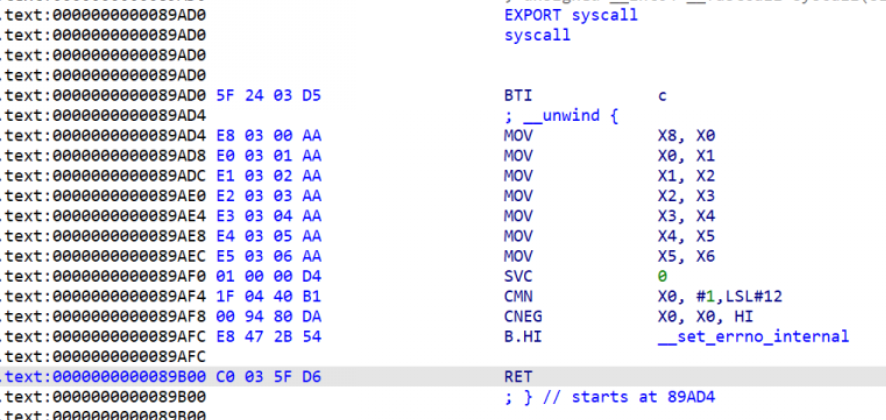 .text:0000000000089AD0 EXPORT syscall
.text:0000000000089AD0 syscall
.text:0000000000089AD0
.text:0000000000089AD0
.text:0000000000089AD0 5F 24 03 D5 BTI c
.text:0000000000089AD4 ; __unwind {
.text:0000000000089AD4 E8 03 00 AA MOV X8, X0
.text:0000000000089AD8 E0 03 01 AA MOV X0, X1
.text:0000000000089ADC E1 03 02 AA MOV X1, X2
.text:0000000000089AE0 E2 03 03 AA MOV X2, X3
.text:0000000000089AE4 E3 03 04 AA MOV X3, X4
.text:0000000000089AE8 E4 03 05 AA MOV X4, X5
.text:0000000000089AEC E5 03 06 AA MOV X5, X6
.text:0000000000089AF0 01 00 00 D4 SVC 0
.text:0000000000089AF4 1F 04 40 B1 CMN X0, #1,LSL#12
.text:0000000000089AF8 00 94 80 DA CNEG X0, X0, HI
.text:0000000000089AFC E8 47 2B 54 B.HI __set_errno_internal
.text:0000000000089AFC
.text:0000000000089B00 C0 03 5F D6 RET
.text:0000000000089B00 ; } // starts at 89AD4
.text:0000000000089B00